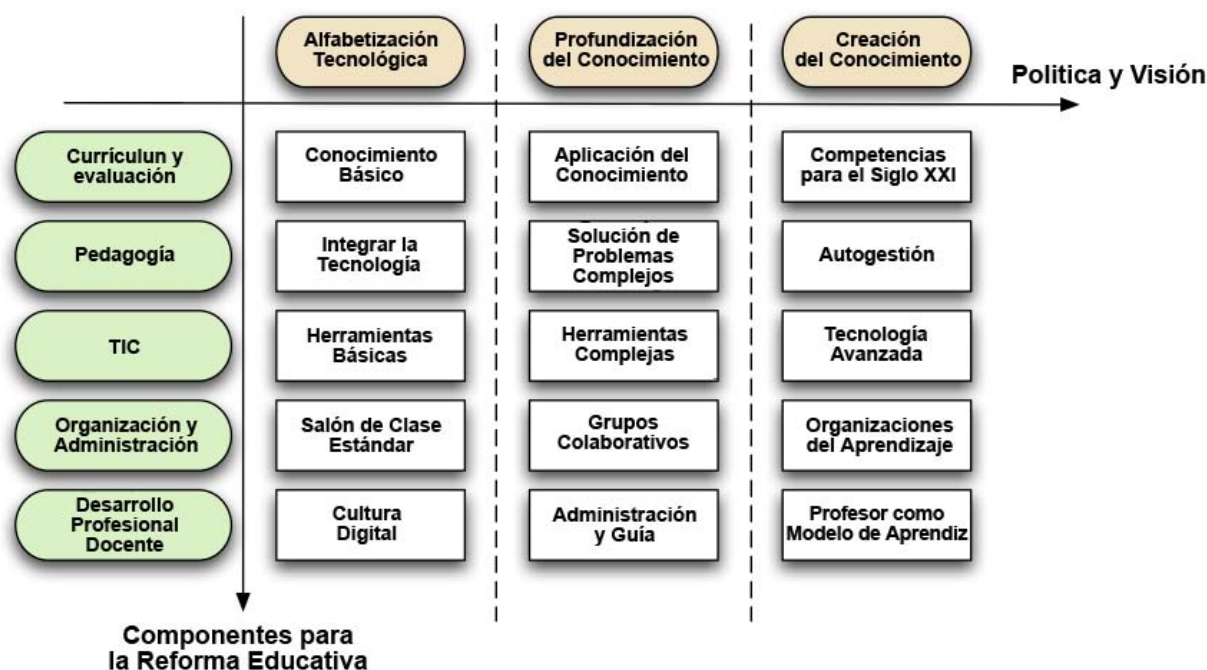 Alfabetización
Tecnológica
Profundización
del Conocimiento
Creación
del Conocimiento
Politica y Visión
Currículun y
evaluación
Conocimiento
Básico
Aplicación del
Conocimiento
Competencias
para el Siglo XXI
Pedagogía
Integrar la
Tecnología
Solución de
Problemas
Complejos
Autogestión
TIC
Herramientas
Básicas
Herramientas
Complejas
Tecnología
Avanzada
Organización y
Administración
Salón de Clase
Estándar
Grupos
Colaborativos
Organizaciones
del Aprendizaje
Desarrollo
Profesional
Docente
Cultura
Digital
Administración
y Guía
Profesor como
Modelo de Aprendiz
Componentes para
la Reforma Educativa